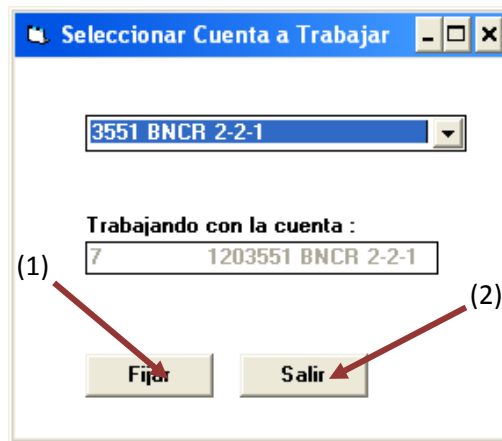 Seleccionar Cuenta a Trabajar
3551 BNCR 2-2-1
Trabajando con la cuenta :
7 1203551 BNCR 2-2-1
(1)
(2)
Fijar Salir